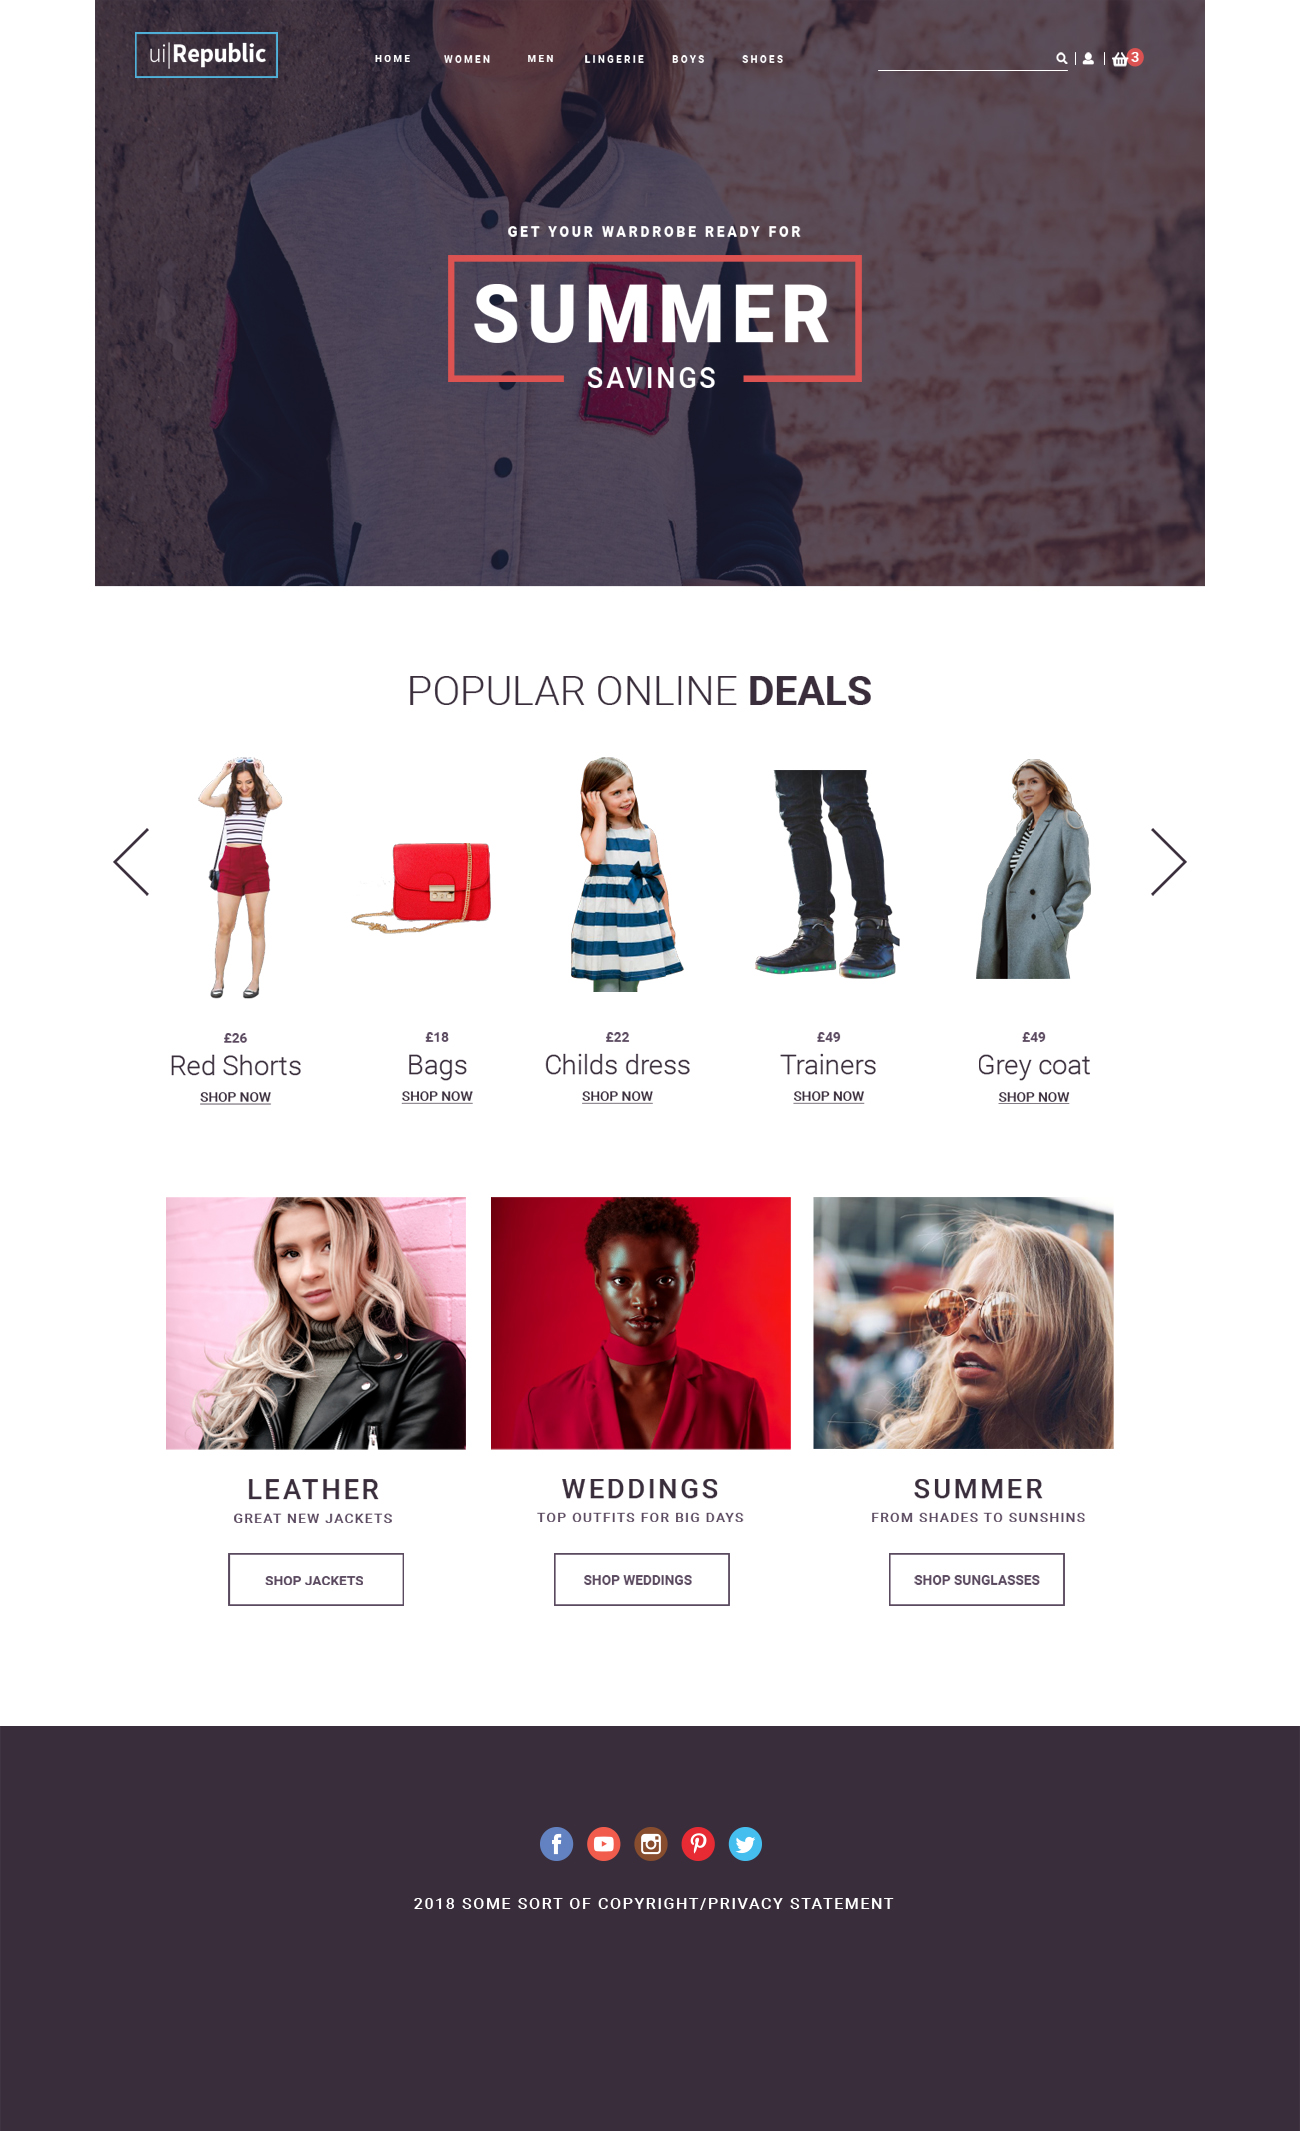 ui|Republic
HOME WOMEN MEN LINGERIE BOYS SHOES
3
GET YOUR WARDROBE READY FOR
SUMMER
SAVINGS
POPULAR ONLINE DEALS
£26
Red Shorts
SHOP NOW
£18
Bags
SHOP NOW
£22
Childs dress
SHOP NOW
£49
Trainers
SHOP NOW
£49
Grey coat
SHOP NOW
LEATHER
GREAT NEW JACKETS
SHOP JACKETS
WEDDINGS
TOP OUTFITS FOR BIG DAYS
SHOP WEDDINGS
SUMMER
FROM SHADES TO SUNSHINS
SHOP SUNGLASSES
2018 SOME SORT OF COPYRIGHT/PRIVACY STATEMENT